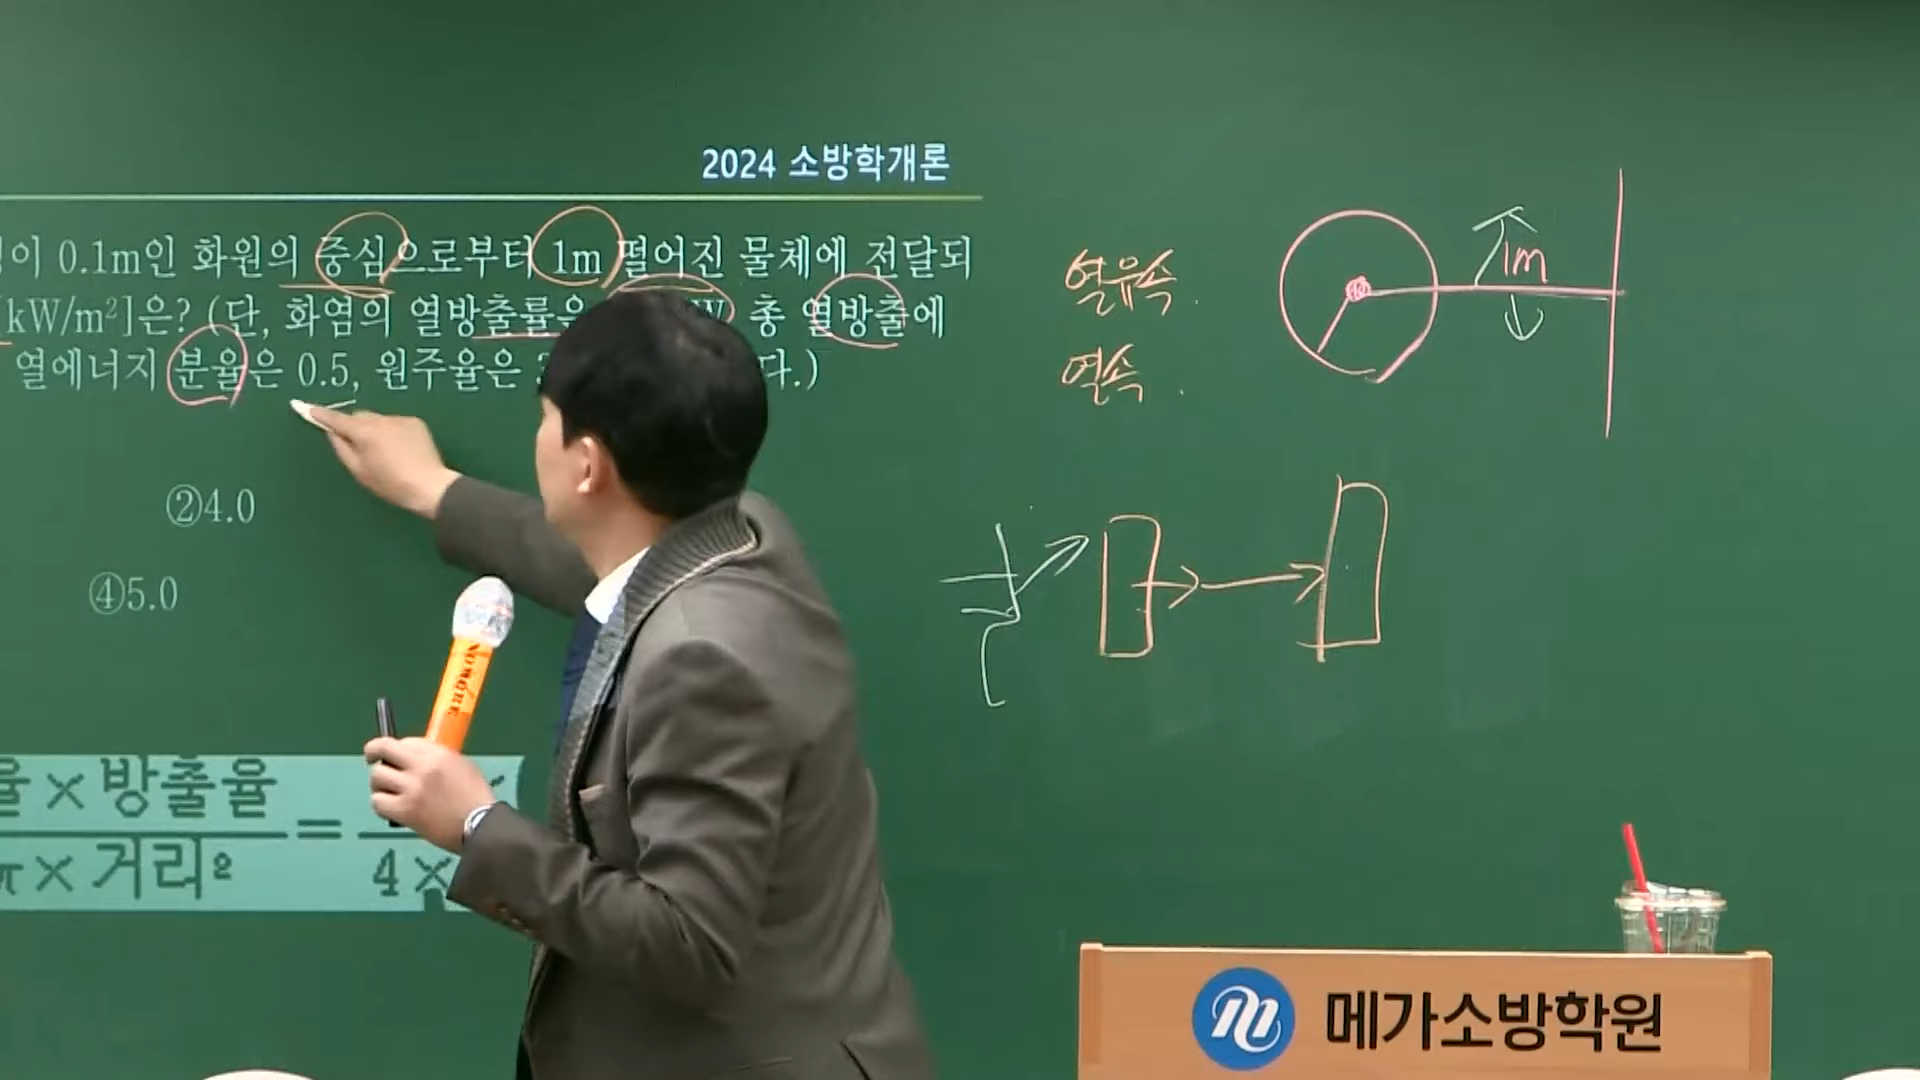 2024 소방학개론
이 0.1m인 화원의 중심으로부터 1m 떨어진 물체에 전달되
[kW/m²]은? (단, 화염의 열방출률은 총 열방출에
열에너지 분율은 0.5, 원주율은 다.)
②4.0
④5.0
율 × 방출율
π × 거리² = 4 ×
열유속.
열속.
1m
메가소방학원